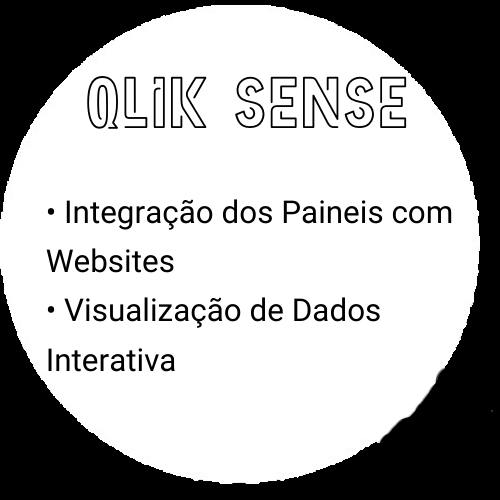 QLIK SENSE
• Integração dos Paineis com
Websites
• Visualização de Dados
Interativa